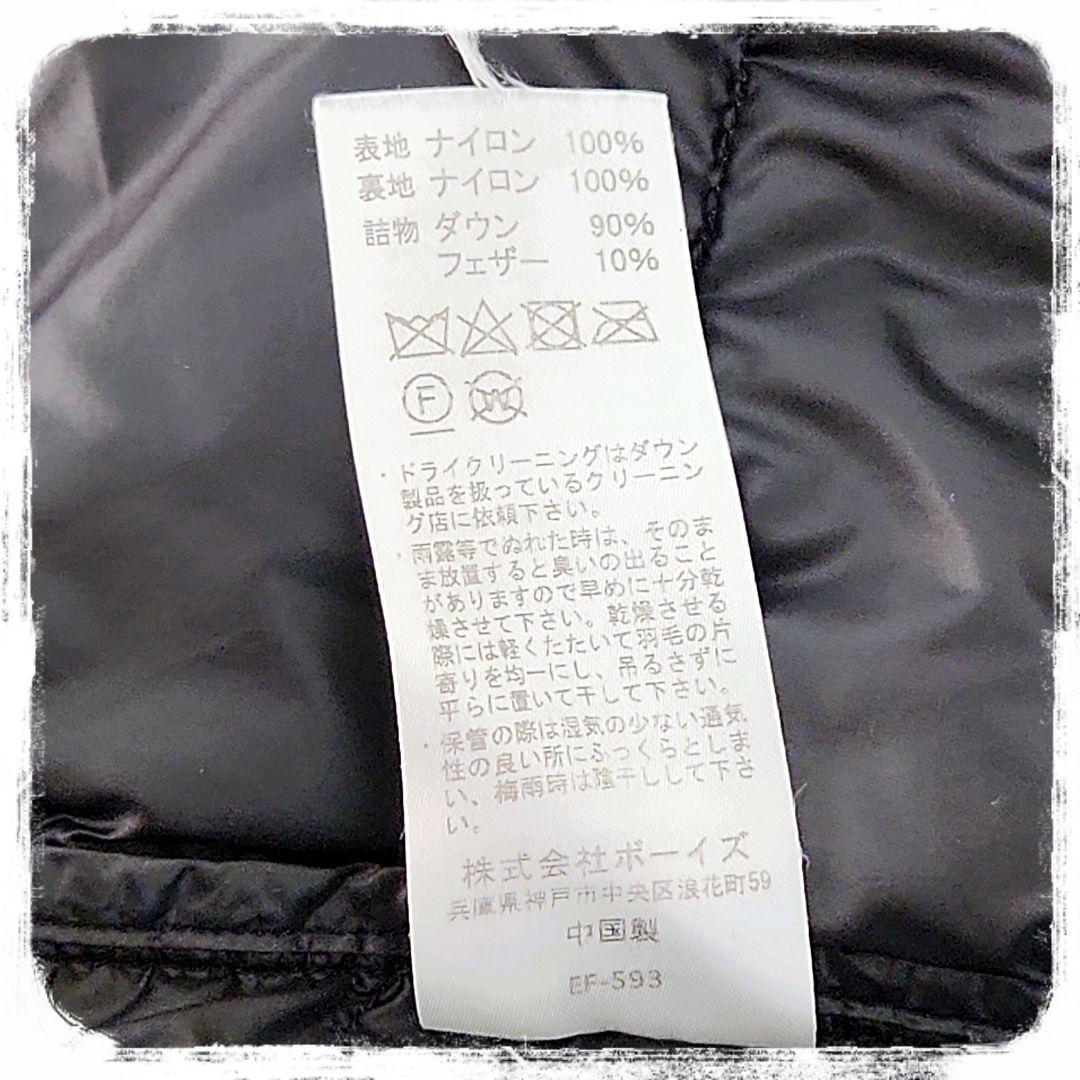 表地 ナイロン 100%
裏地 ナイロン 100%
詰物 ダウン 90%
フェザー 10%
F
W
・ドライクリーニングはダウン
製品を扱っているクリーニン
グ店に依頼下さい。
・雨露等でぬれた時は、そのま
ま放置すると臭いの出ること
がありますので早めに十分乾
燥させて下さい。乾燥させる
際には軽くたたいて羽毛の片
寄りを均一にし、吊るさずに
平らに置いて干して下さい。
・保管の際は湿気の少ない通気
性の良い所にふっくらとしま
い、梅雨時は陰干しして下さ
い。
株式会社ボーイズ
兵庫県神戸市中央区浪花町59
中国製
EF-593